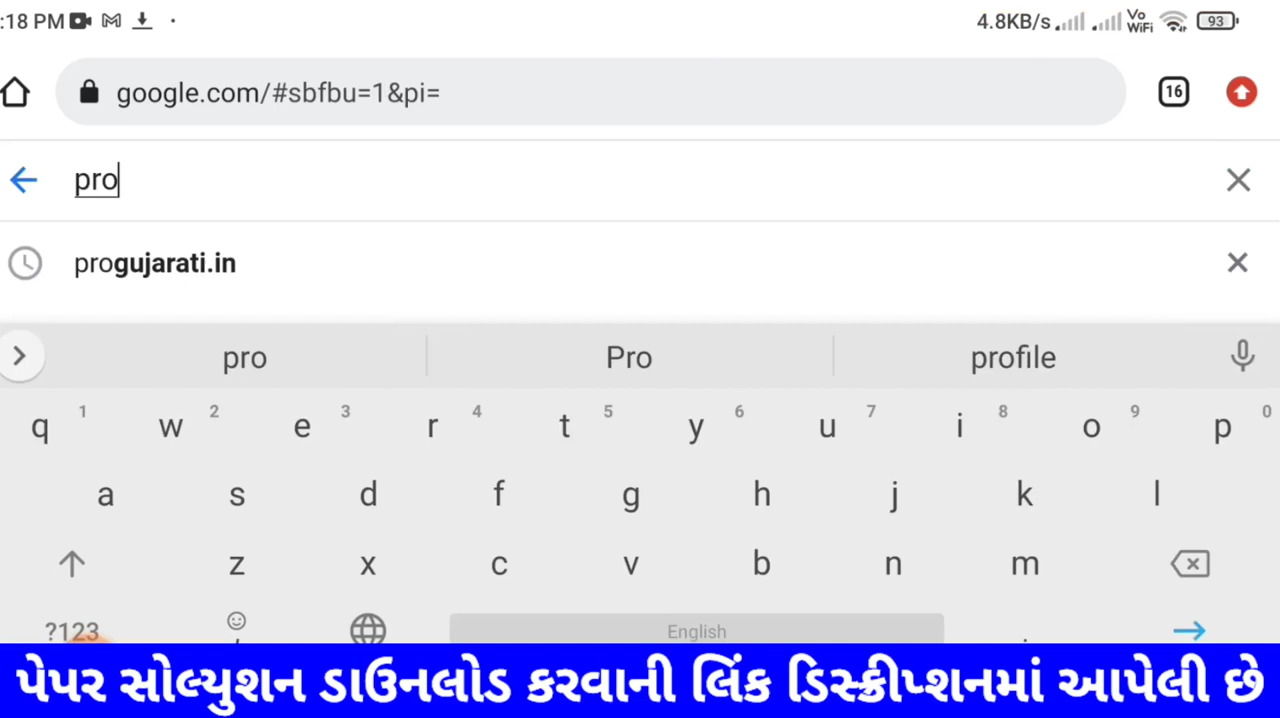 :18 PM 4.8KB/s Vo WiFi 93
google.com/#sbfbu=1&pi= 16
pro
progujarati.in
pro Pro profile
q 1 w 2 e 3 r 4 t 5 y 6 u 7 i 8 o 9 p 0
a s d f g h j k l
z x c v b n m
?123 , English .
પેપર સોલ્યુશન ડાઉનલોડ કરવાની લિંક ડિસ્ક્રીપ્શનમાં આપેલી છે